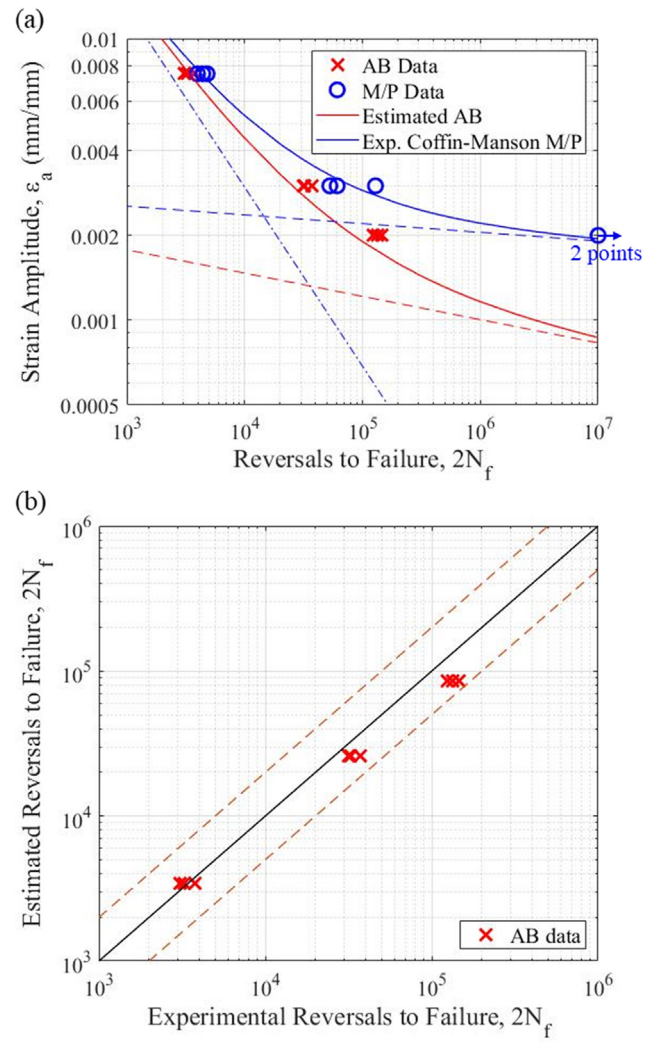 (a)
0.01
0.008
0.006
0.004
0.002
0.001
0.0005
Strain Amplitude, εa (mm/mm)
AB Data
M/P Data
Estimated AB
Exp. Coffin-Manson M/P
2 points
10^3
10^4
10^5
10^6
10^7
Reversals to Failure, 2Nf
(b)
10^6
10^5
10^4
10^3
Estimated Reversals to Failure, 2Nf
AB data
10^3
10^4
10^5
10^6
Experimental Reversals to Failure, 2Nf